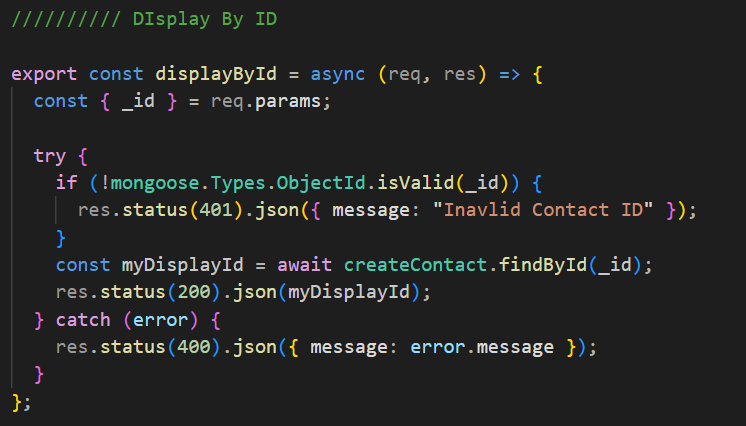 ////////// DIsplay By ID
export const displayById = async (req, res) => {
const { _id } = req.params;
try {
if (!mongoose.Types.ObjectId.isValid(_id)) {
res.status(401).json({ message: "Inavlid Contact ID" });
}
const myDisplayId = await createContact.findById(_id);
res.status(200).json(myDisplayId);
} catch (error) {
res.status(400).json({ message: error.message });
}
};